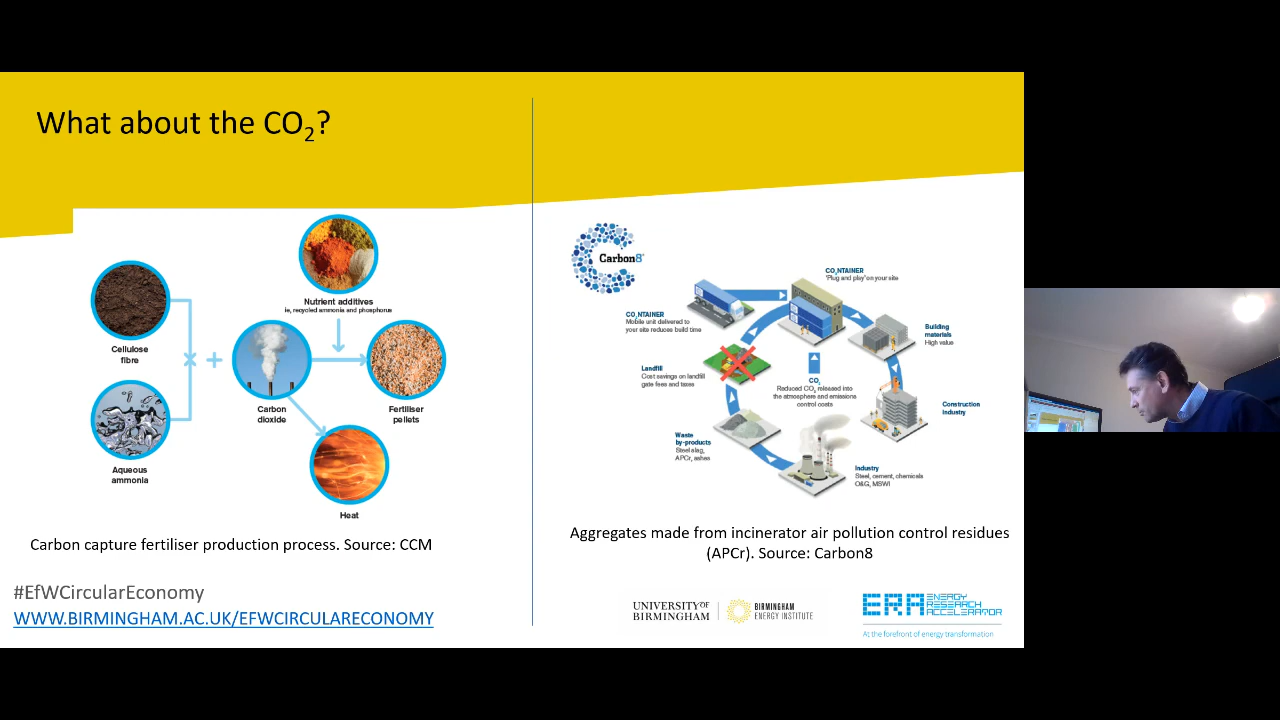 What about the CO2?
Nutrient additives
ie, recycled ammonia and phosphorus
Cellulose
fibre
Aqueous
ammonia
Carbon
dioxide
Fertiliser
pellets
Heat
Carbon capture fertiliser production process. Source: CCM
Carbon8
CO2NTAINER
'Plug and play' on your site
CO2NTAINER
Mobile unit delivered to
your site reduces build time
Building
materials
High value
Landfill
Cost savings on landfill
gate fees and taxes
CO2
Reduced CO2 released into
the atmosphere and emissions
control costs
Construction
Industry
Waste
by-products
Steel slag,
APCr, ashes
Industry
Steel, cement, chemicals
O&G, MSWI
Aggregates made from incinerator air pollution control residues
(APCr). Source: Carbon8
#EfWCircularEconomy
WWW.BIRMINGHAM.AC.UK/EFWCIRCULARECONOMY
UNIVERSITY OF
BIRMINGHAM
BIRMINGHAM
ENERGY INSTITUTE
ERA
ENERGY
RESEARCH
ACCELERATOR
At the forefront of energy transformation